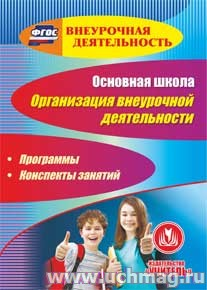 ФГОС
ВНЕУРОЧНАЯ
ДЕЯТЕЛЬНОСТЬ
Основная школа
Организация внеурочной
деятельности
• Программы
• Конспекты занятий
ИЗДАТЕЛЬСТВО
"УЧИТЕЛЬ"
www.uchmag.ru